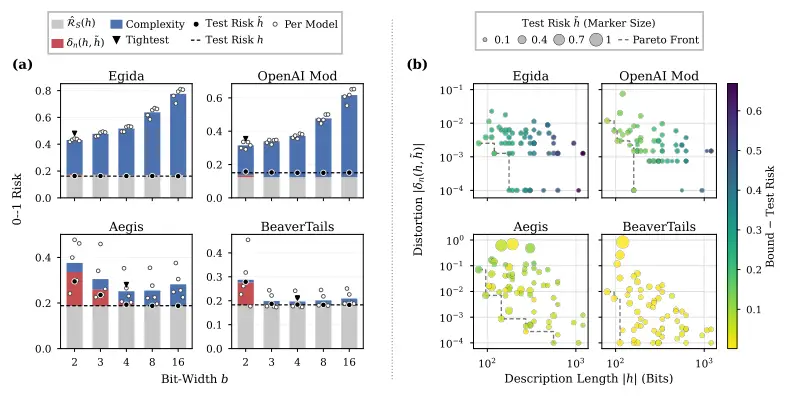 R̂_S(h) Complexity Test Risk h̃ Per Model
δ_n(h, h̃) Tightest Test Risk h
Test Risk h̃ (Marker Size)
0.1 0.4 0.7 1 Pareto Front
(a)
Egida
OpenAI Mod
0.8
0.6
0.4
0.2
0.0
0.6
0.4
0.2
0.0
0–1 Risk
Aegis
BeaverTails
0.4
0.2
0.0
0.4
0.3
0.2
0.1
0.0
2 3 4 8 16
2 3 4 8 16
Bit-Width b
(b)
Egida
OpenAI Mod
10⁻¹
10⁻²
10⁻³
10⁻⁴
Distortion |δ_n(h, h̃)|
Aegis
BeaverTails
10⁰
10⁻¹
10⁻²
10⁻³
10⁻⁴
10² 10³
10² 10³
Description Length |h| (Bits)
0.6
0.5
0.4
0.3
0.2
0.1
Bound − Test Risk